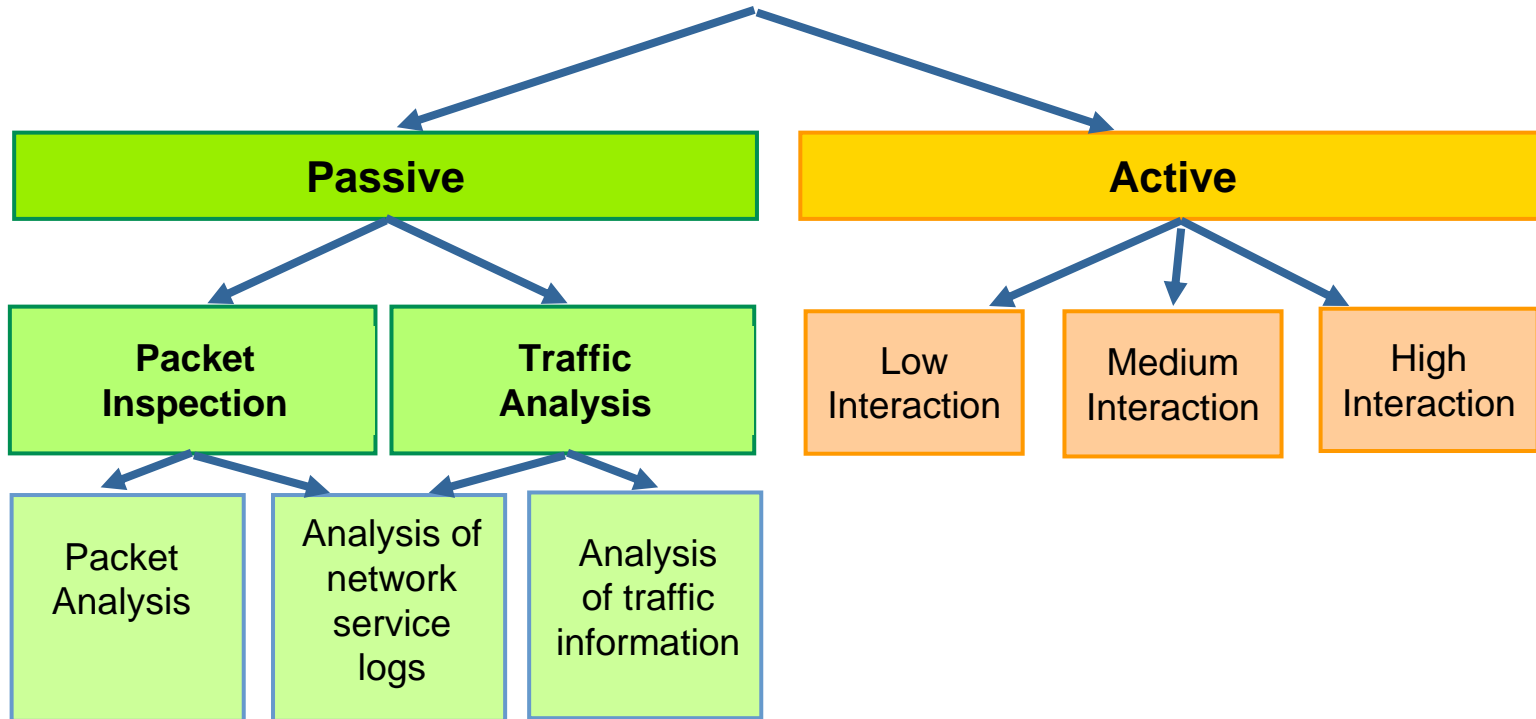 Passive
Active
Packet
Inspection
Traffic
Analysis
Low
Interaction
Medium
Interaction
High
Interaction
Packet
Analysis
Analysis of
network
service
logs
Analysis
of traffic
information